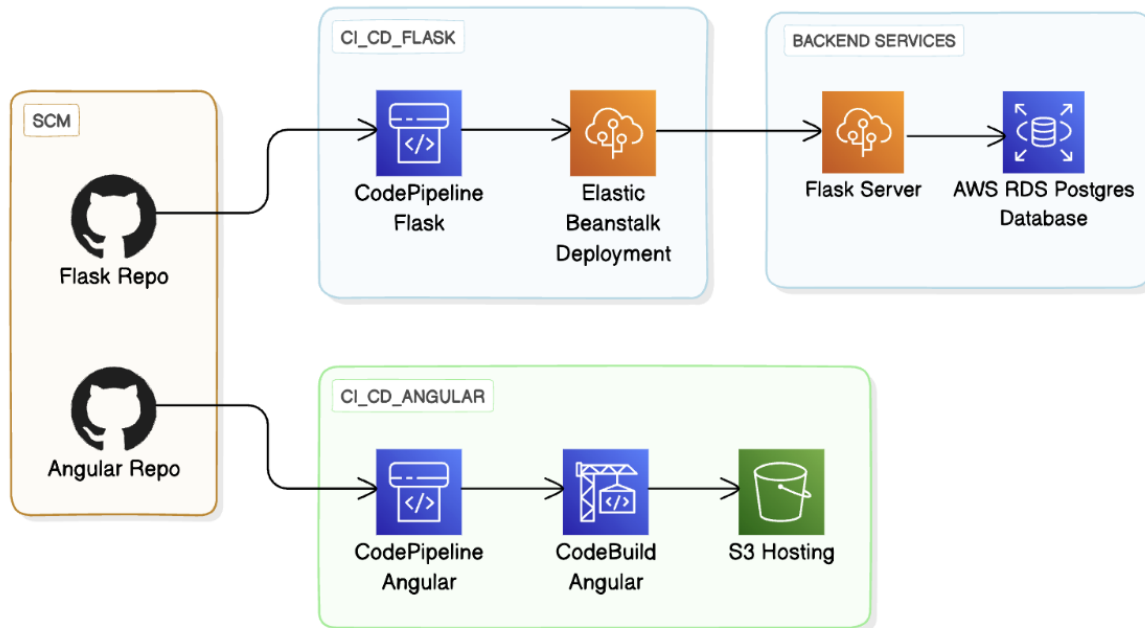 CI_CD_FLASK
BACKEND SERVICES
SCM
CodePipeline
Flask
Elastic
Beanstalk
Deployment
Flask Server
AWS RDS Postgres
Database
Flask Repo
CI_CD_ANGULAR
Angular Repo
CodePipeline
Angular
CodeBuild
Angular
S3 Hosting